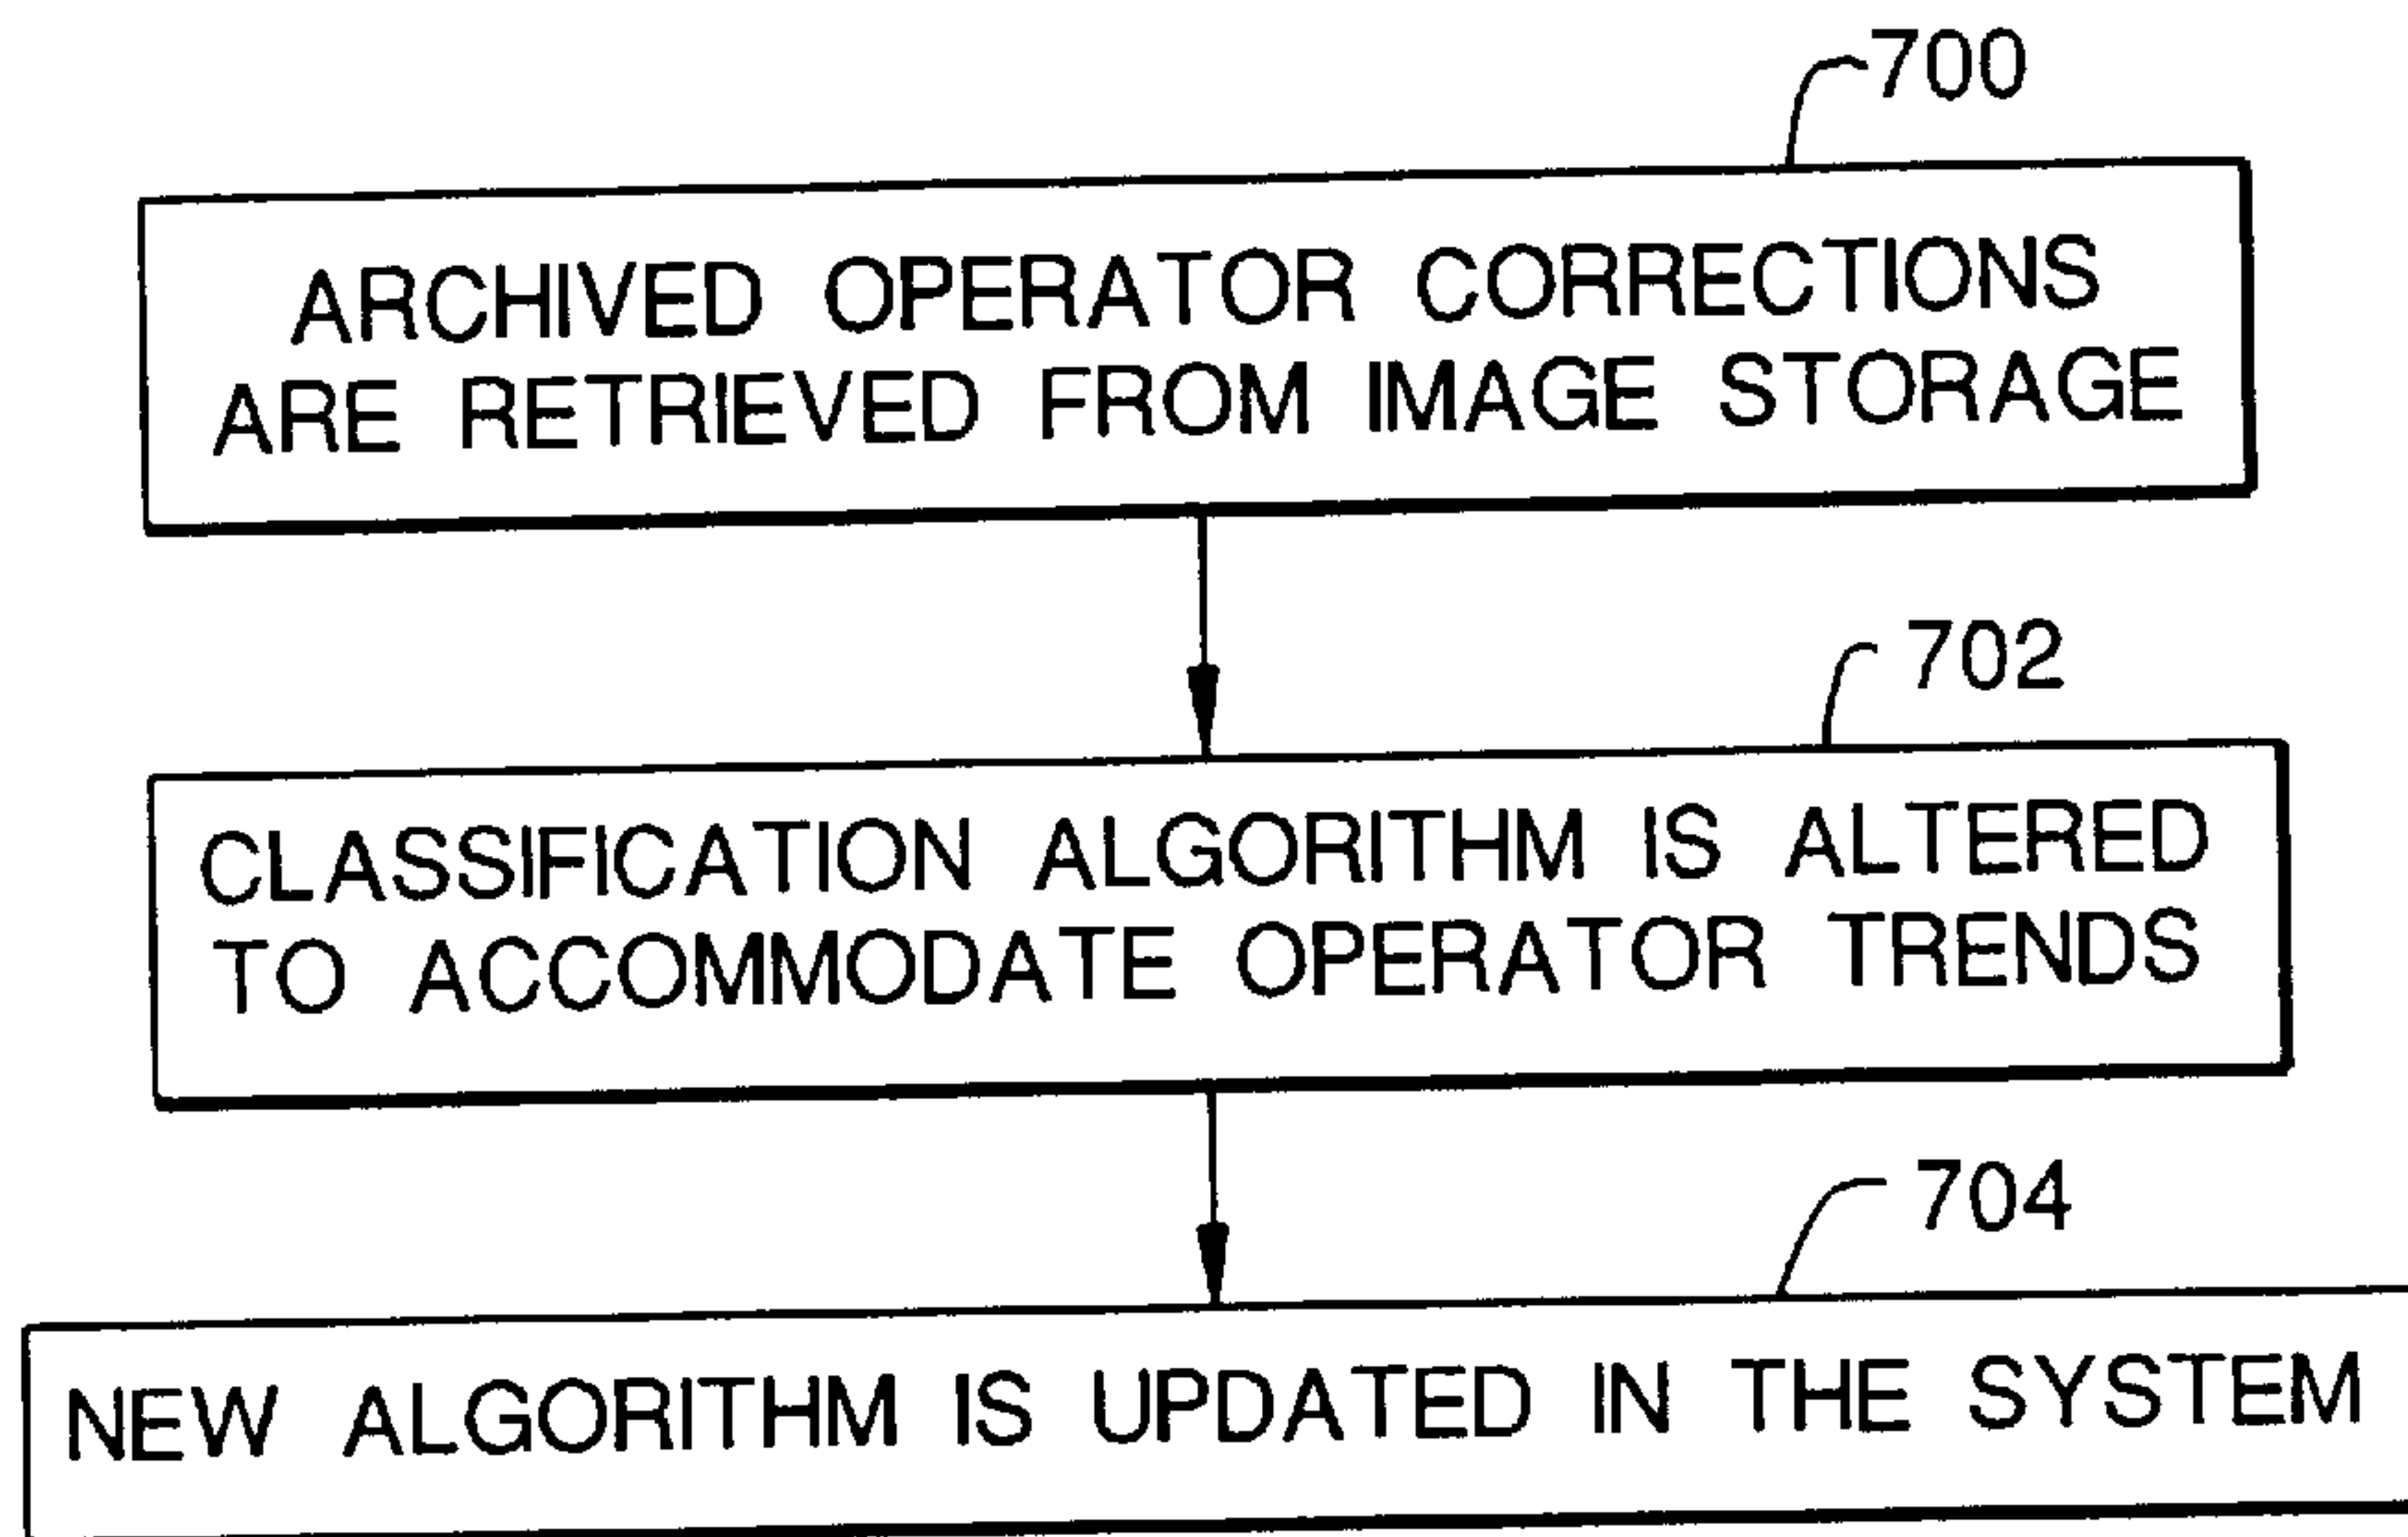 700
ARCHIVED OPERATOR CORRECTIONS
ARE RETRIEVED FROM IMAGE STORAGE
702
CLASSIFICATION ALGORITHM IS ALTERED
TO ACCOMMODATE OPERATOR TRENDS
704
NEW ALGORITHM IS UPDATED IN THE SYSTEM